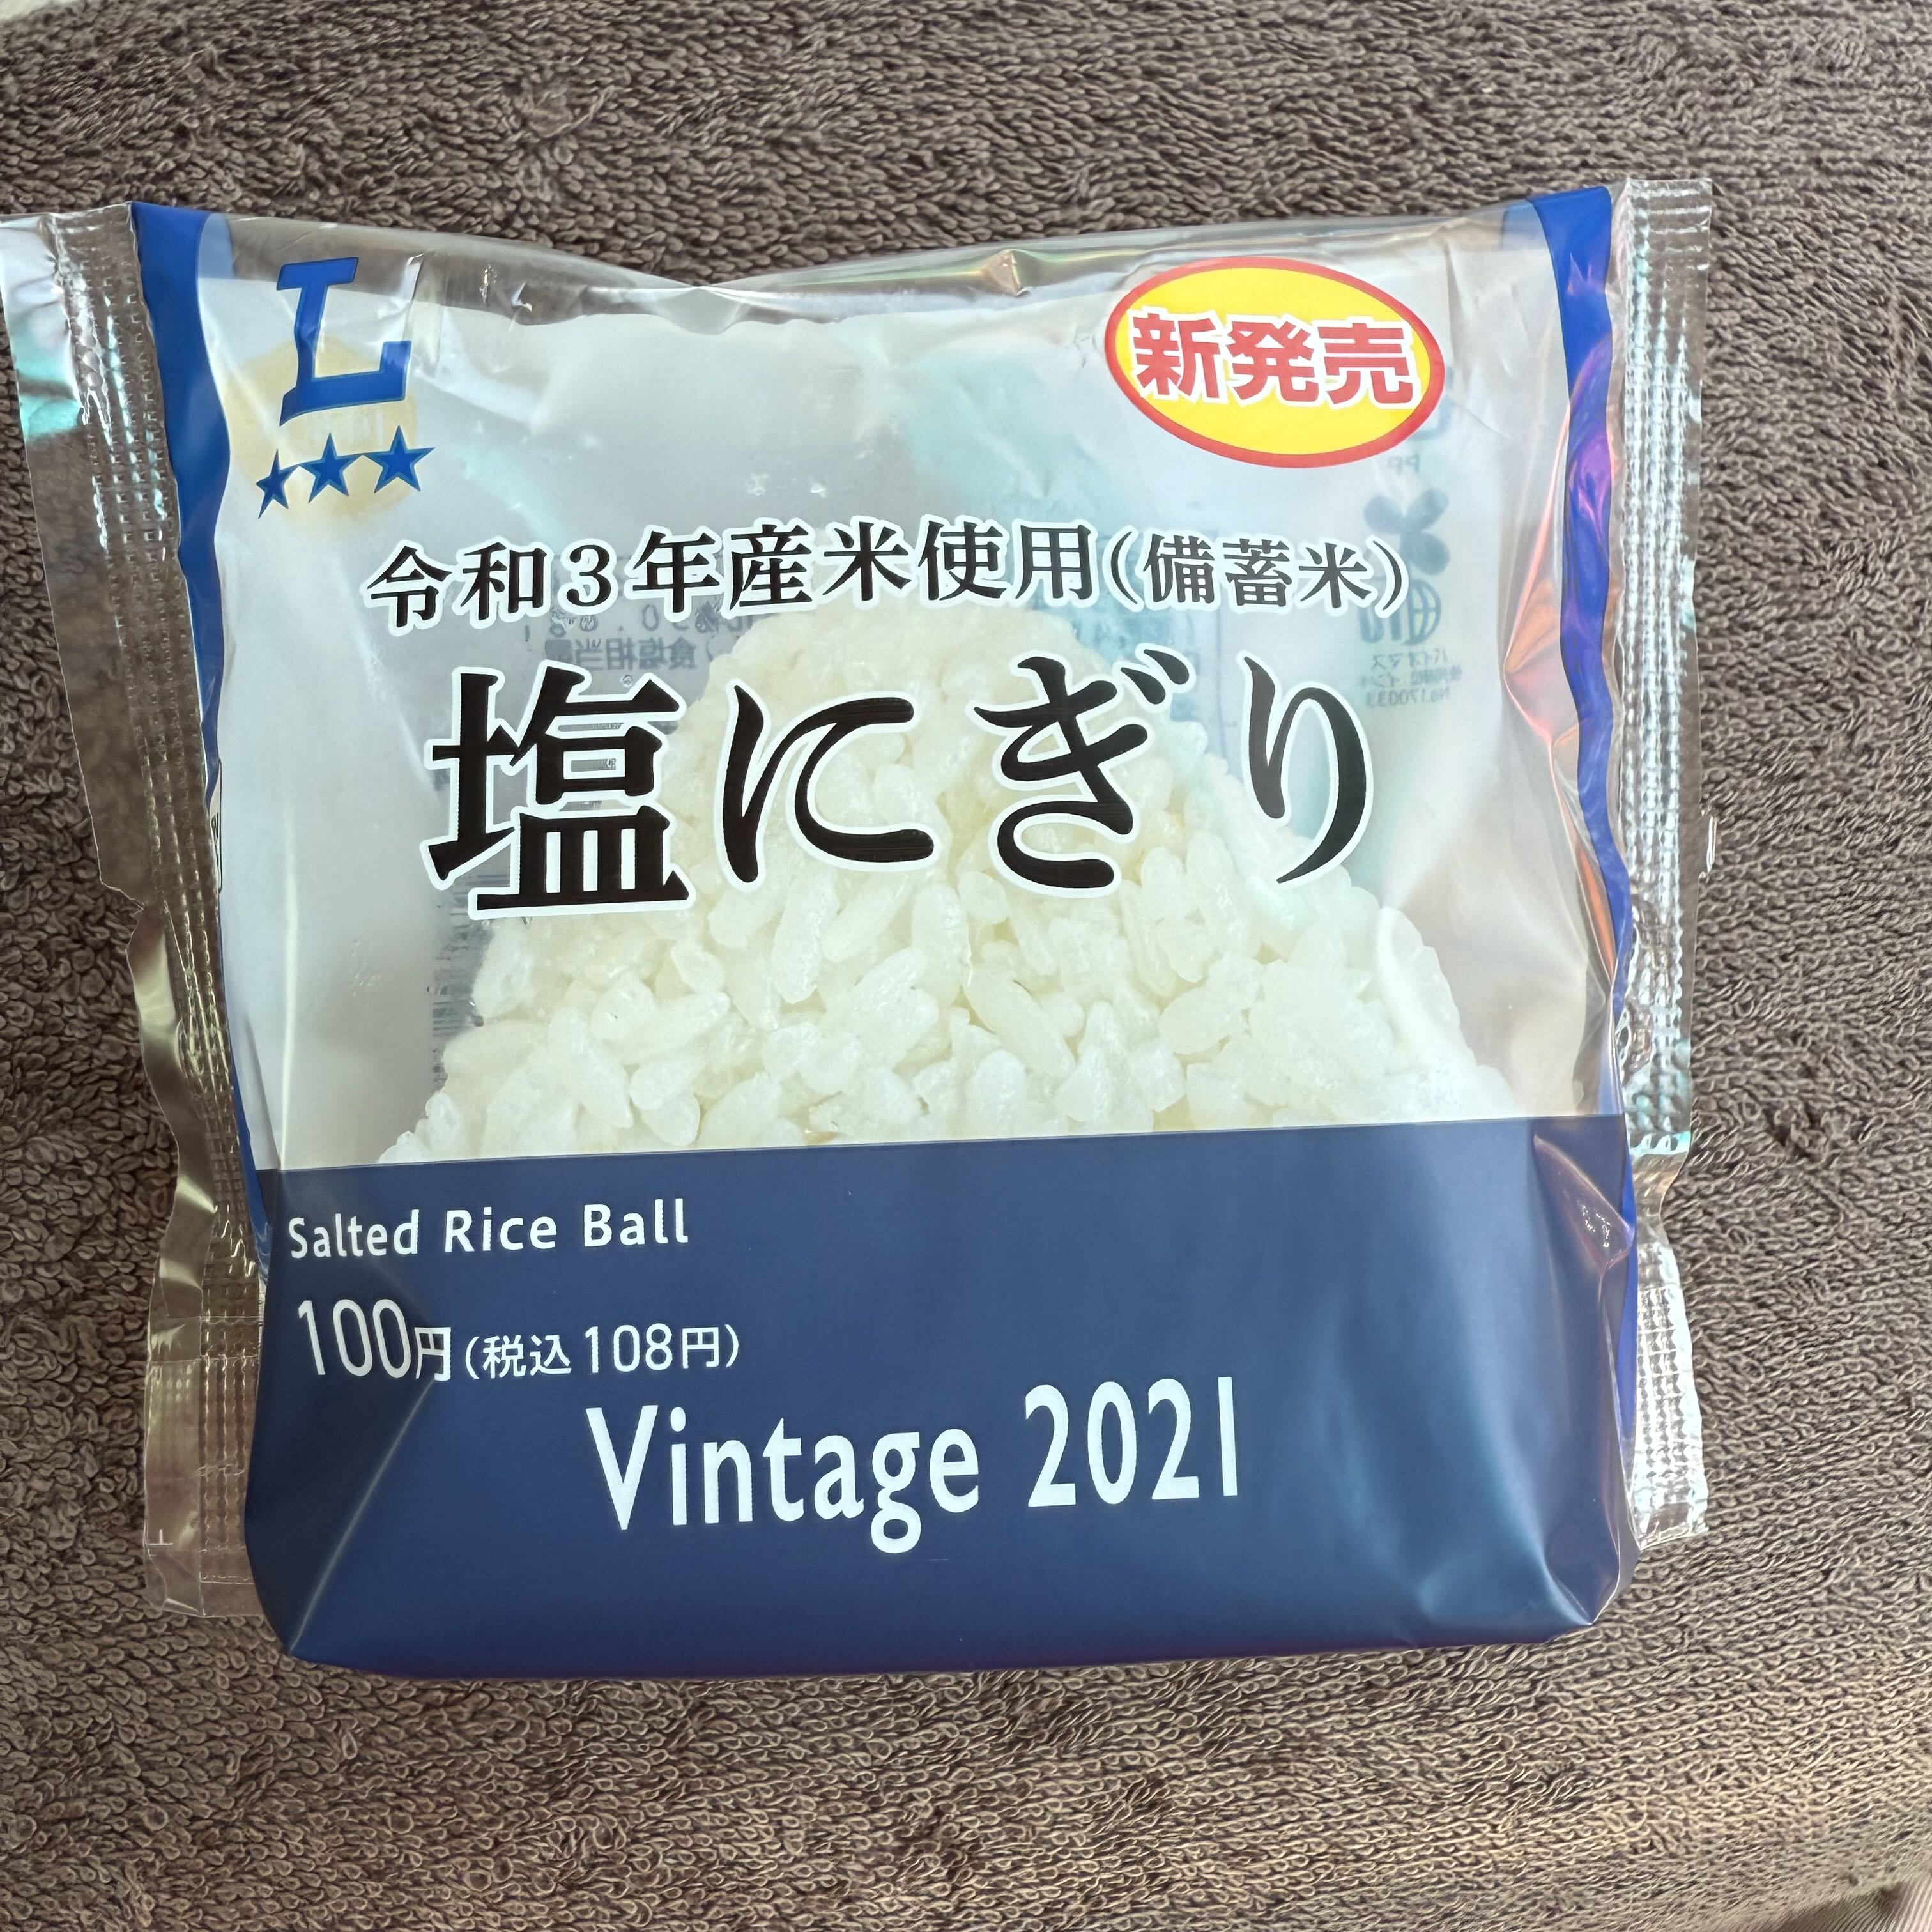 L
新発売
令和3年産米使用(備蓄米)
塩にぎり
Salted Rice Ball
100円(税込108円)
Vintage 2021